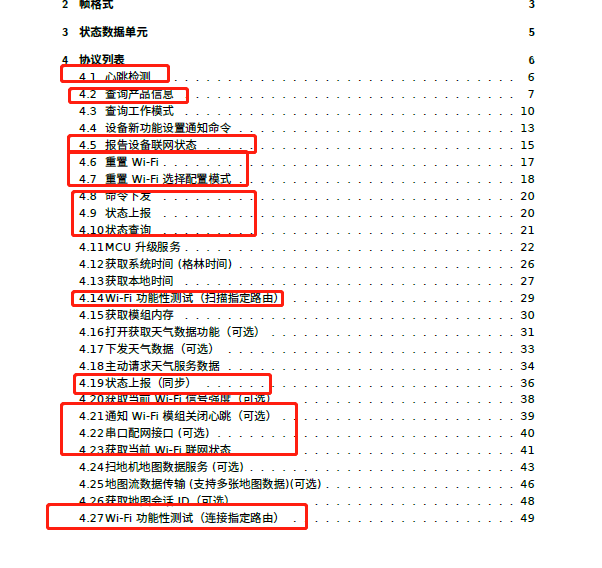 2 帧格式 3
3 状态数据单元 5
4 协议列表 6
4.1 心跳检测 . . . . . . . . . . . . . . . . . . . . . . 6
4.2 查询产品信息 . . . . . . . . . . . . . . . . . . . . 7
4.3 查询工作模式 . . . . . . . . . . . . . . . . . . . . 10
4.4 设备新功能设置通知命令 . . . . . . . . . . . . . . . . 13
4.5 报告设备联网状态 . . . . . . . . . . . . . . . . . . 15
4.6 重置 Wi-Fi . . . . . . . . . . . . . . . . . . . . . 17
4.7 重置 Wi-Fi 选择配置模式 . . . . . . . . . . . . . . . . 18
4.8 命令下发 . . . . . . . . . . . . . . . . . . . . . . 20
4.9 状态上报 . . . . . . . . . . . . . . . . . . . . . . 20
4.10 状态查询 . . . . . . . . . . . . . . . . . . . . . . 21
4.11 MCU 升级服务 . . . . . . . . . . . . . . . . . . . . 22
4.12 获取系统时间 (格林时间) . . . . . . . . . . . . . . . . 26
4.13 获取本地时间 . . . . . . . . . . . . . . . . . . . . 27
4.14 Wi-Fi 功能性测试（扫描指定路由） . . . . . . . . . . . . . 29
4.15 获取模组内存 . . . . . . . . . . . . . . . . . . . . 30
4.16 打开获取天气数据功能（可选） . . . . . . . . . . . . . . 31
4.17 下发天气数据（可选） . . . . . . . . . . . . . . . . . 33
4.18 主动请求天气服务数据 . . . . . . . . . . . . . . . . . 34
4.19 状态上报（同步） . . . . . . . . . . . . . . . . . . . 36
4.20 获取当前 Wi-Fi 信号强度（可选） . . . . . . . . . . . . . 38
4.21 通知 Wi-Fi 模组关闭心跳（可选） . . . . . . . . . . . . . 39
4.22 串口配网接口 (可选) . . . . . . . . . . . . . . . . . . 40
4.23 获取当前 Wi-Fi 联网状态 . . . . . . . . . . . . . . . . 41
4.24 扫地机地图数据服务 (可选) . . . . . . . . . . . . . . . 43
4.25 地图流数据传输 (支持多张地图数据)(可选) . . . . . . . . . . 46
4.26 获取地图会话 ID（可选） . . . . . . . . . . . . . . . . 48
4.27 Wi-Fi 功能性测试（连接指定路由） . . . . . . . . . . . . . 49